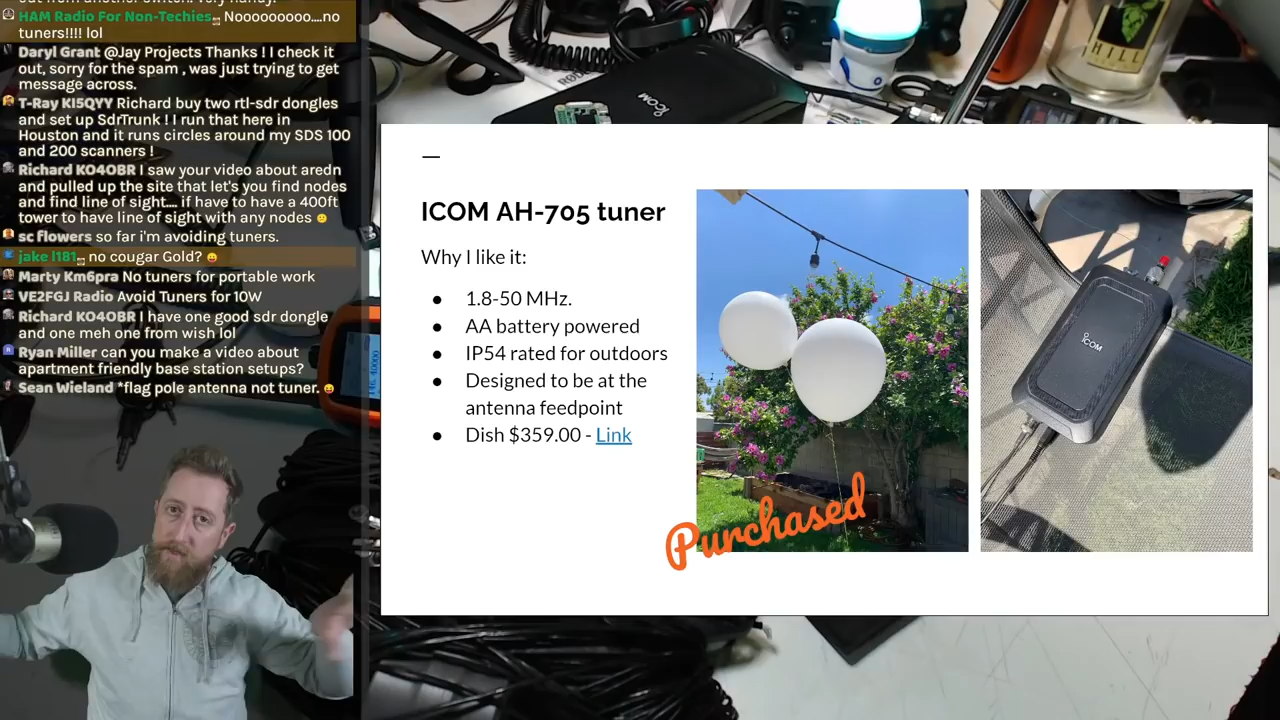 HAM Radio For Non-Techies Nooooooooo....no
tuners!!!! lol
Daryl Grant @Jay Projects Thanks ! I check it
out, sorry for the spam , was just trying to get
message across.
T-Ray KI5QYY Richard buy two rtl-sdr dongles
and set up SdrTrunk ! I run that here in
Houston and it runs circles around my SDS 100
and 200 scanners !
Richard KO4OBR I saw your video about aredn
and pulled up the site that let's you find nodes
and find line of sight.... if have to have a 400ft
tower to have line of sight with any nodes
sc flowers so far i'm avoiding tuners.
jake l181 no cougar Gold?
Marty Km6pra No tuners for portable work
VE2FGJ Radio Avoid Tuners for 10W
Richard KO4OBR I have one good sdr dongle
and one meh one from wish lol
Ryan Miller can you make a video about
apartment friendly base station setups?
Sean Wieland *flag pole antenna not tuner.
ICOM
HILL
ICOM AH-705 tuner
Why I like it:
● 1.8-50 MHz.
● AA battery powered
● IP54 rated for outdoors
● Designed to be at the
antenna feedpoint
● Dish $359.00 - Link
ICOM
Purchased